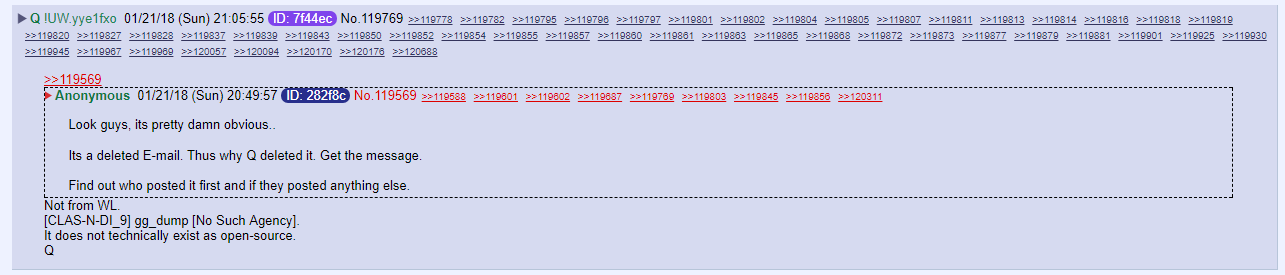 ▶Q !UW.yye1fxo 01/21/18 (Sun) 21:05:55 ID: 7f44ec No.119769 >>119778 >>119782 >>119795 >>119796 >>119797 >>119801 >>119802 >>119804 >>119805 >>119807 >>119811 >>119813 >>119814 >>119816 >>119818 >>119819
>>119820 >>119827 >>119828 >>119837 >>119839 >>119843 >>119850 >>119852 >>119854 >>119855 >>119857 >>119860 >>119861 >>119863 >>119865 >>119868 >>119872 >>119873 >>119877 >>119879 >>119881 >>119901 >>119925 >>119930
>>119945 >>119967 >>119969 >>120057 >>120094 >>120170 >>120176 >>120688
>>119569
▶Anonymous 01/21/18 (Sun) 20:49:57 ID: 282f8c No.119569 >>119588 >>119601 >>119602 >>119687 >>119769 >>119803 >>119845 >>119856 >>120311
Look guys, its pretty damn obvious..
Its a deleted E-mail. Thus why Q deleted it. Get the message.
Find out who posted it first and if they posted anything else.
Not from WL.
[CLAS-N-DI_9] gg_dump [No Such Agency].
It does not technically exist as open-source.
Q